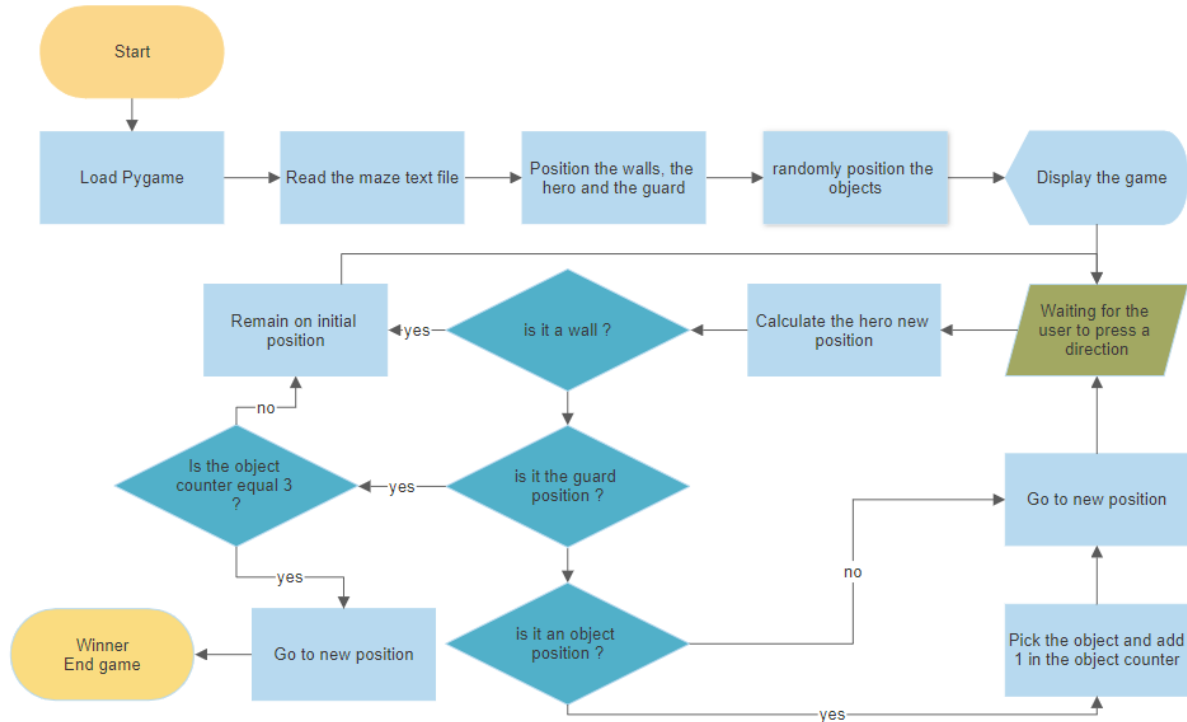 Start
Load Pygame
Read the maze text file
Position the walls, the
hero and the guard
randomly position the
objects
Display the game
Remain on initial
position
yes
is it a wall ?
Calculate the hero new
position
Waiting for the
user to press a
direction
no
Is the object
counter equal 3
?
yes
is it the guard
position ?
Go to new position
no
yes
Winner
End game
Go to new position
is it an object
position ?
Pick the object and add
1 in the object counter
yes